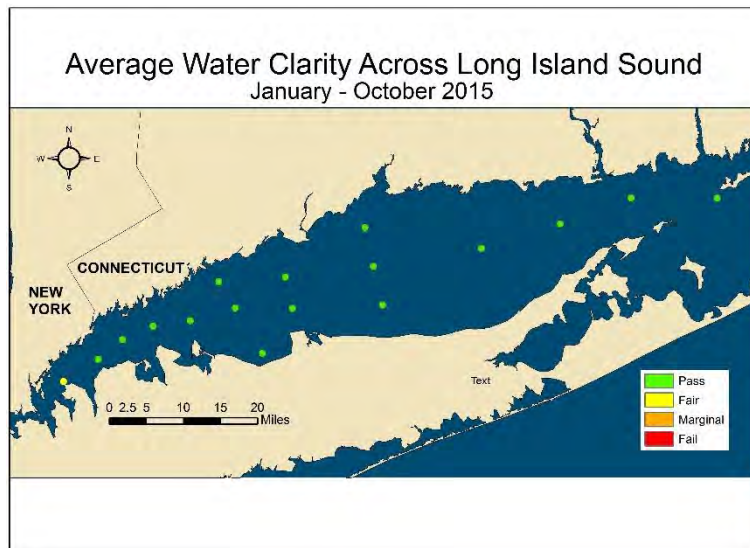 Average Water Clarity Across Long Island Sound
January - October 2015
N
W E
S
CONNECTICUT
NEW
YORK
Text
0 2.5 5 10 15 20
Miles
Pass
Fair
Marginal
Fail